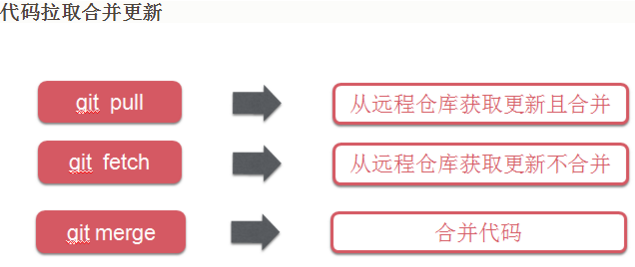 代码拉取合并更新
git pull
从远程仓库获取更新且合并
git fetch
从远程仓库获取更新不合并
git merge
合并代码